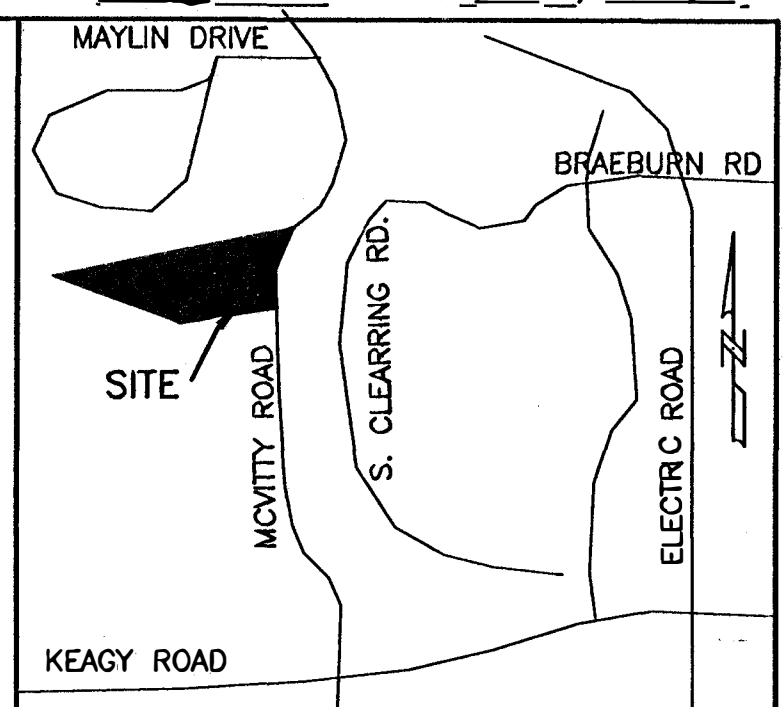 MAYLIN DRIVE
BRAEBURN RD
S. CLEARRING RD.
SITE
MCVITTY ROAD
ELECTRIC ROAD
N
KEAGY ROAD